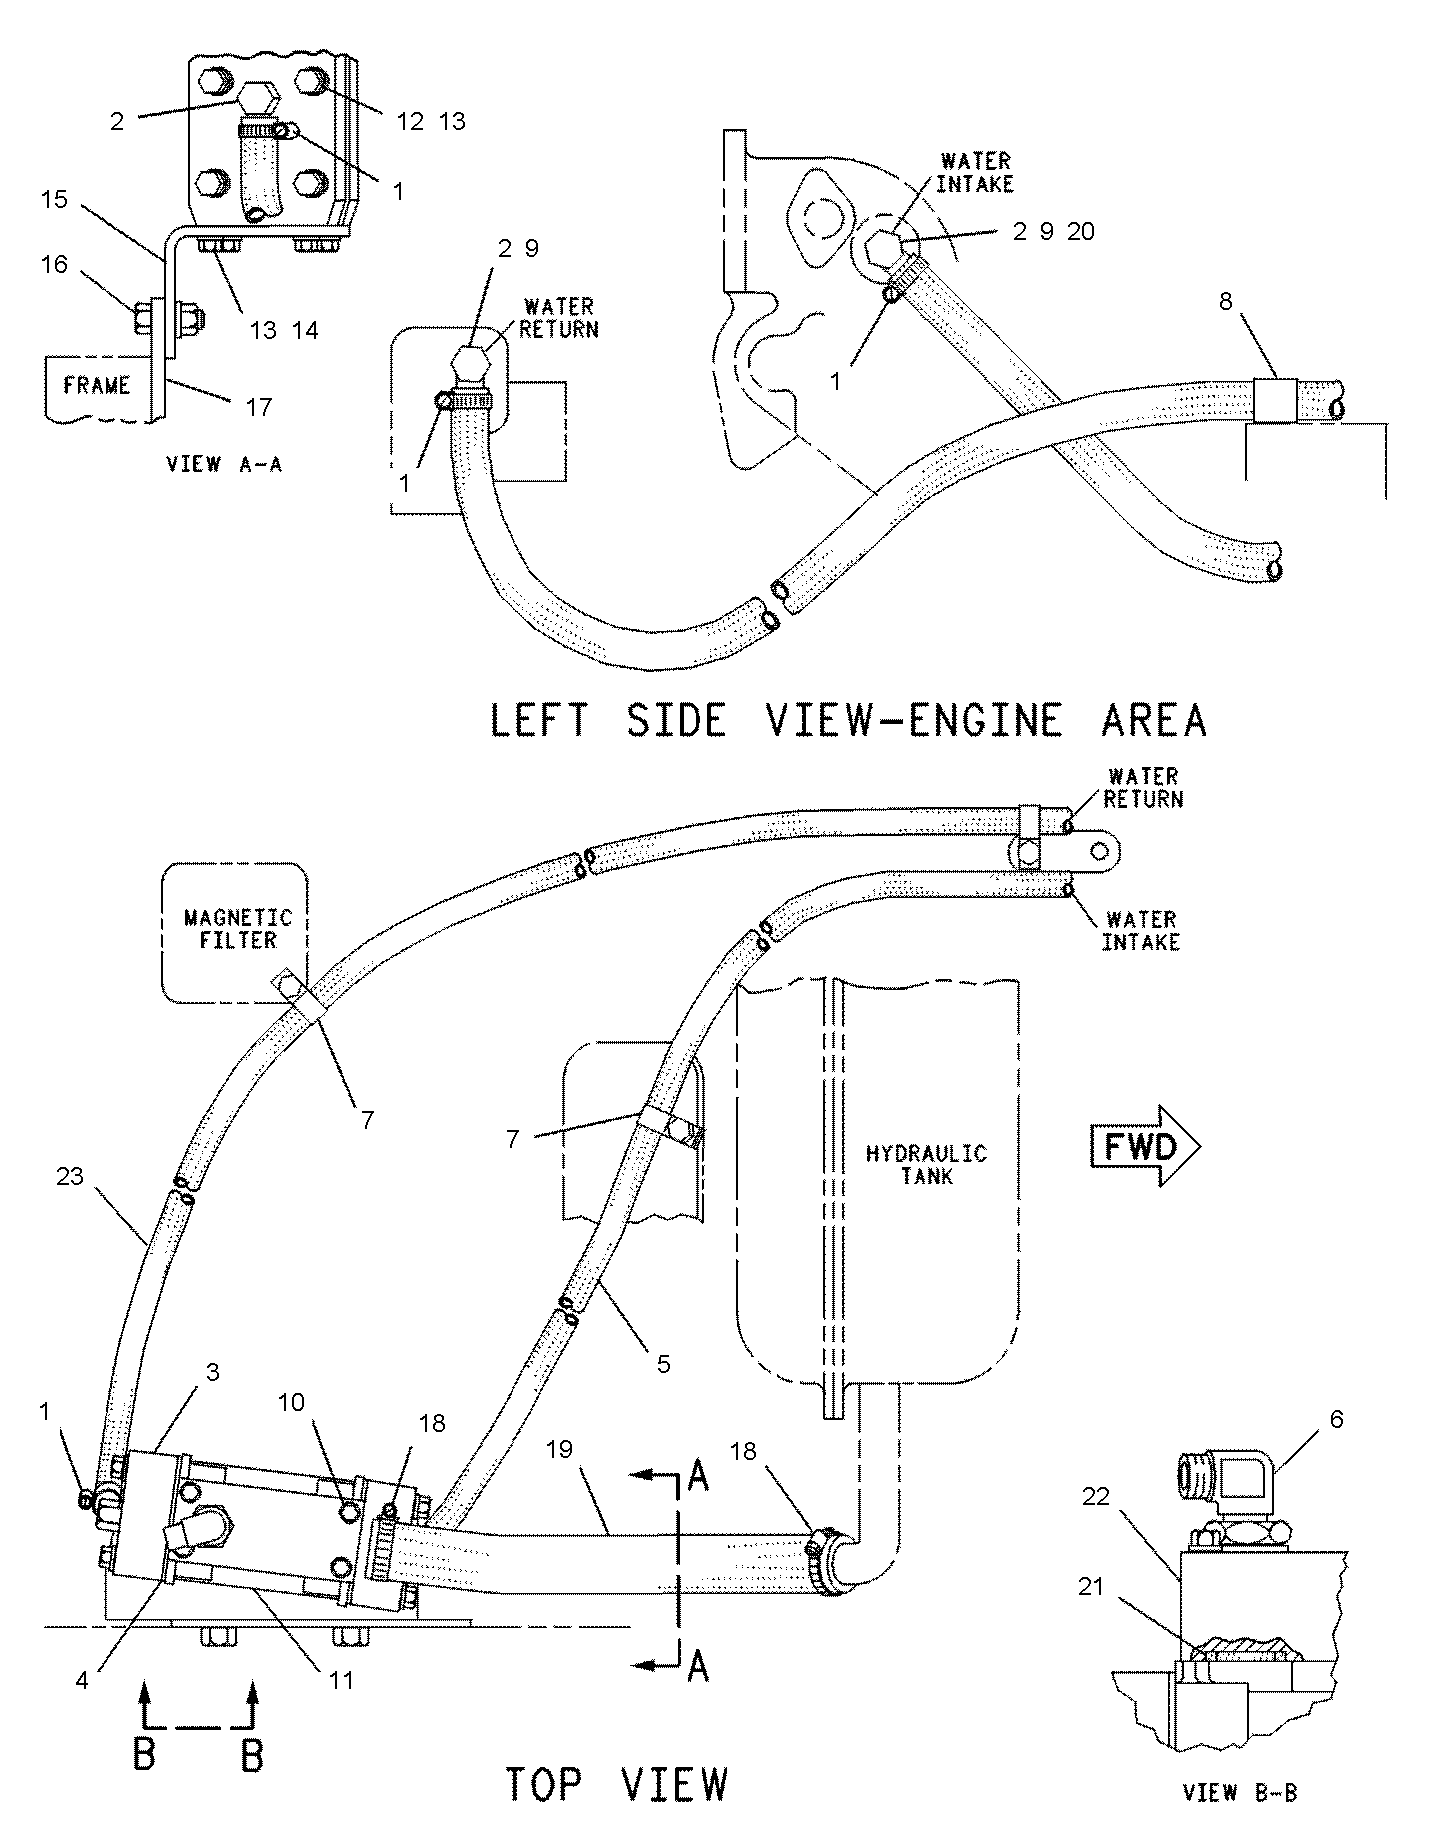 2
12 13
1
15
16
13 14
FRAME
17
VIEW A-A
2 9
WATER
RETURN
1
WATER
INTAKE
2 9 20
1
8
LEFT SIDE VIEW-ENGINE AREA
WATER
RETURN
WATER
INTAKE
MAGNETIC
FILTER
7
7
HYDRAULIC
TANK
FWD
23
5
3
1
10
18
19
18
A
A
4
11
B
B
TOP VIEW
6
22
21
VIEW B-B